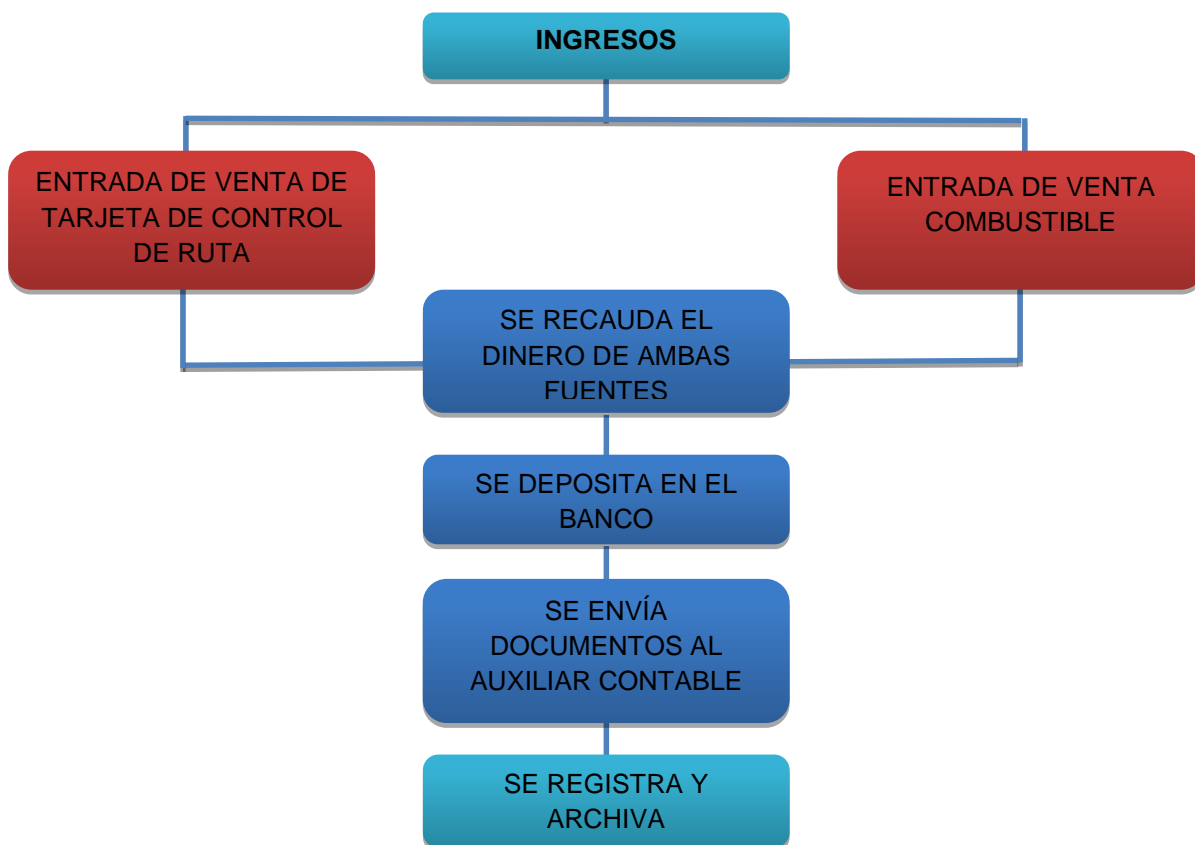 INGRESOS
ENTRADA DE VENTA DE
TARJETA DE CONTROL
DE RUTA
ENTRADA DE VENTA
COMBUSTIBLE
SE RECAUDA EL
DINERO DE AMBAS
FUENTES
SE DEPOSITA EN EL
BANCO
SE ENVÍA
DOCUMENTOS AL
AUXILIAR CONTABLE
SE REGISTRA Y
ARCHIVA